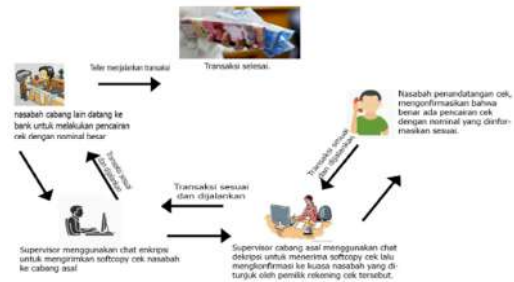 Teller menjalankan transaksi
Transaksi selesai.
nasabah cabang lain datang ke
bank untuk melakukan pencairan
cek dengan nominal besar
Nasabah penandatangan cek,
mengonfirmasikan bahwa
benar ada pencairan cek
dengan nominal yang diinfor-
masikan sesuai.
Transaksi sesuai
dan dijalankan
Transaksi sesuai
dan dijalankan
Transaksi sesuai
dan dijalankan
Supervisor menggunakan chat enkripsi
untuk mengirimkan softcopy cek nasabah
ke cabang asal
Supervisor cabang asal menggunakan chat
dekripsi untuk menerima softcopy cek lalu
mengkonfirmasi ke kuasa nasabah yang di-
tunjuk oleh pemilik rekening cek tersebut.